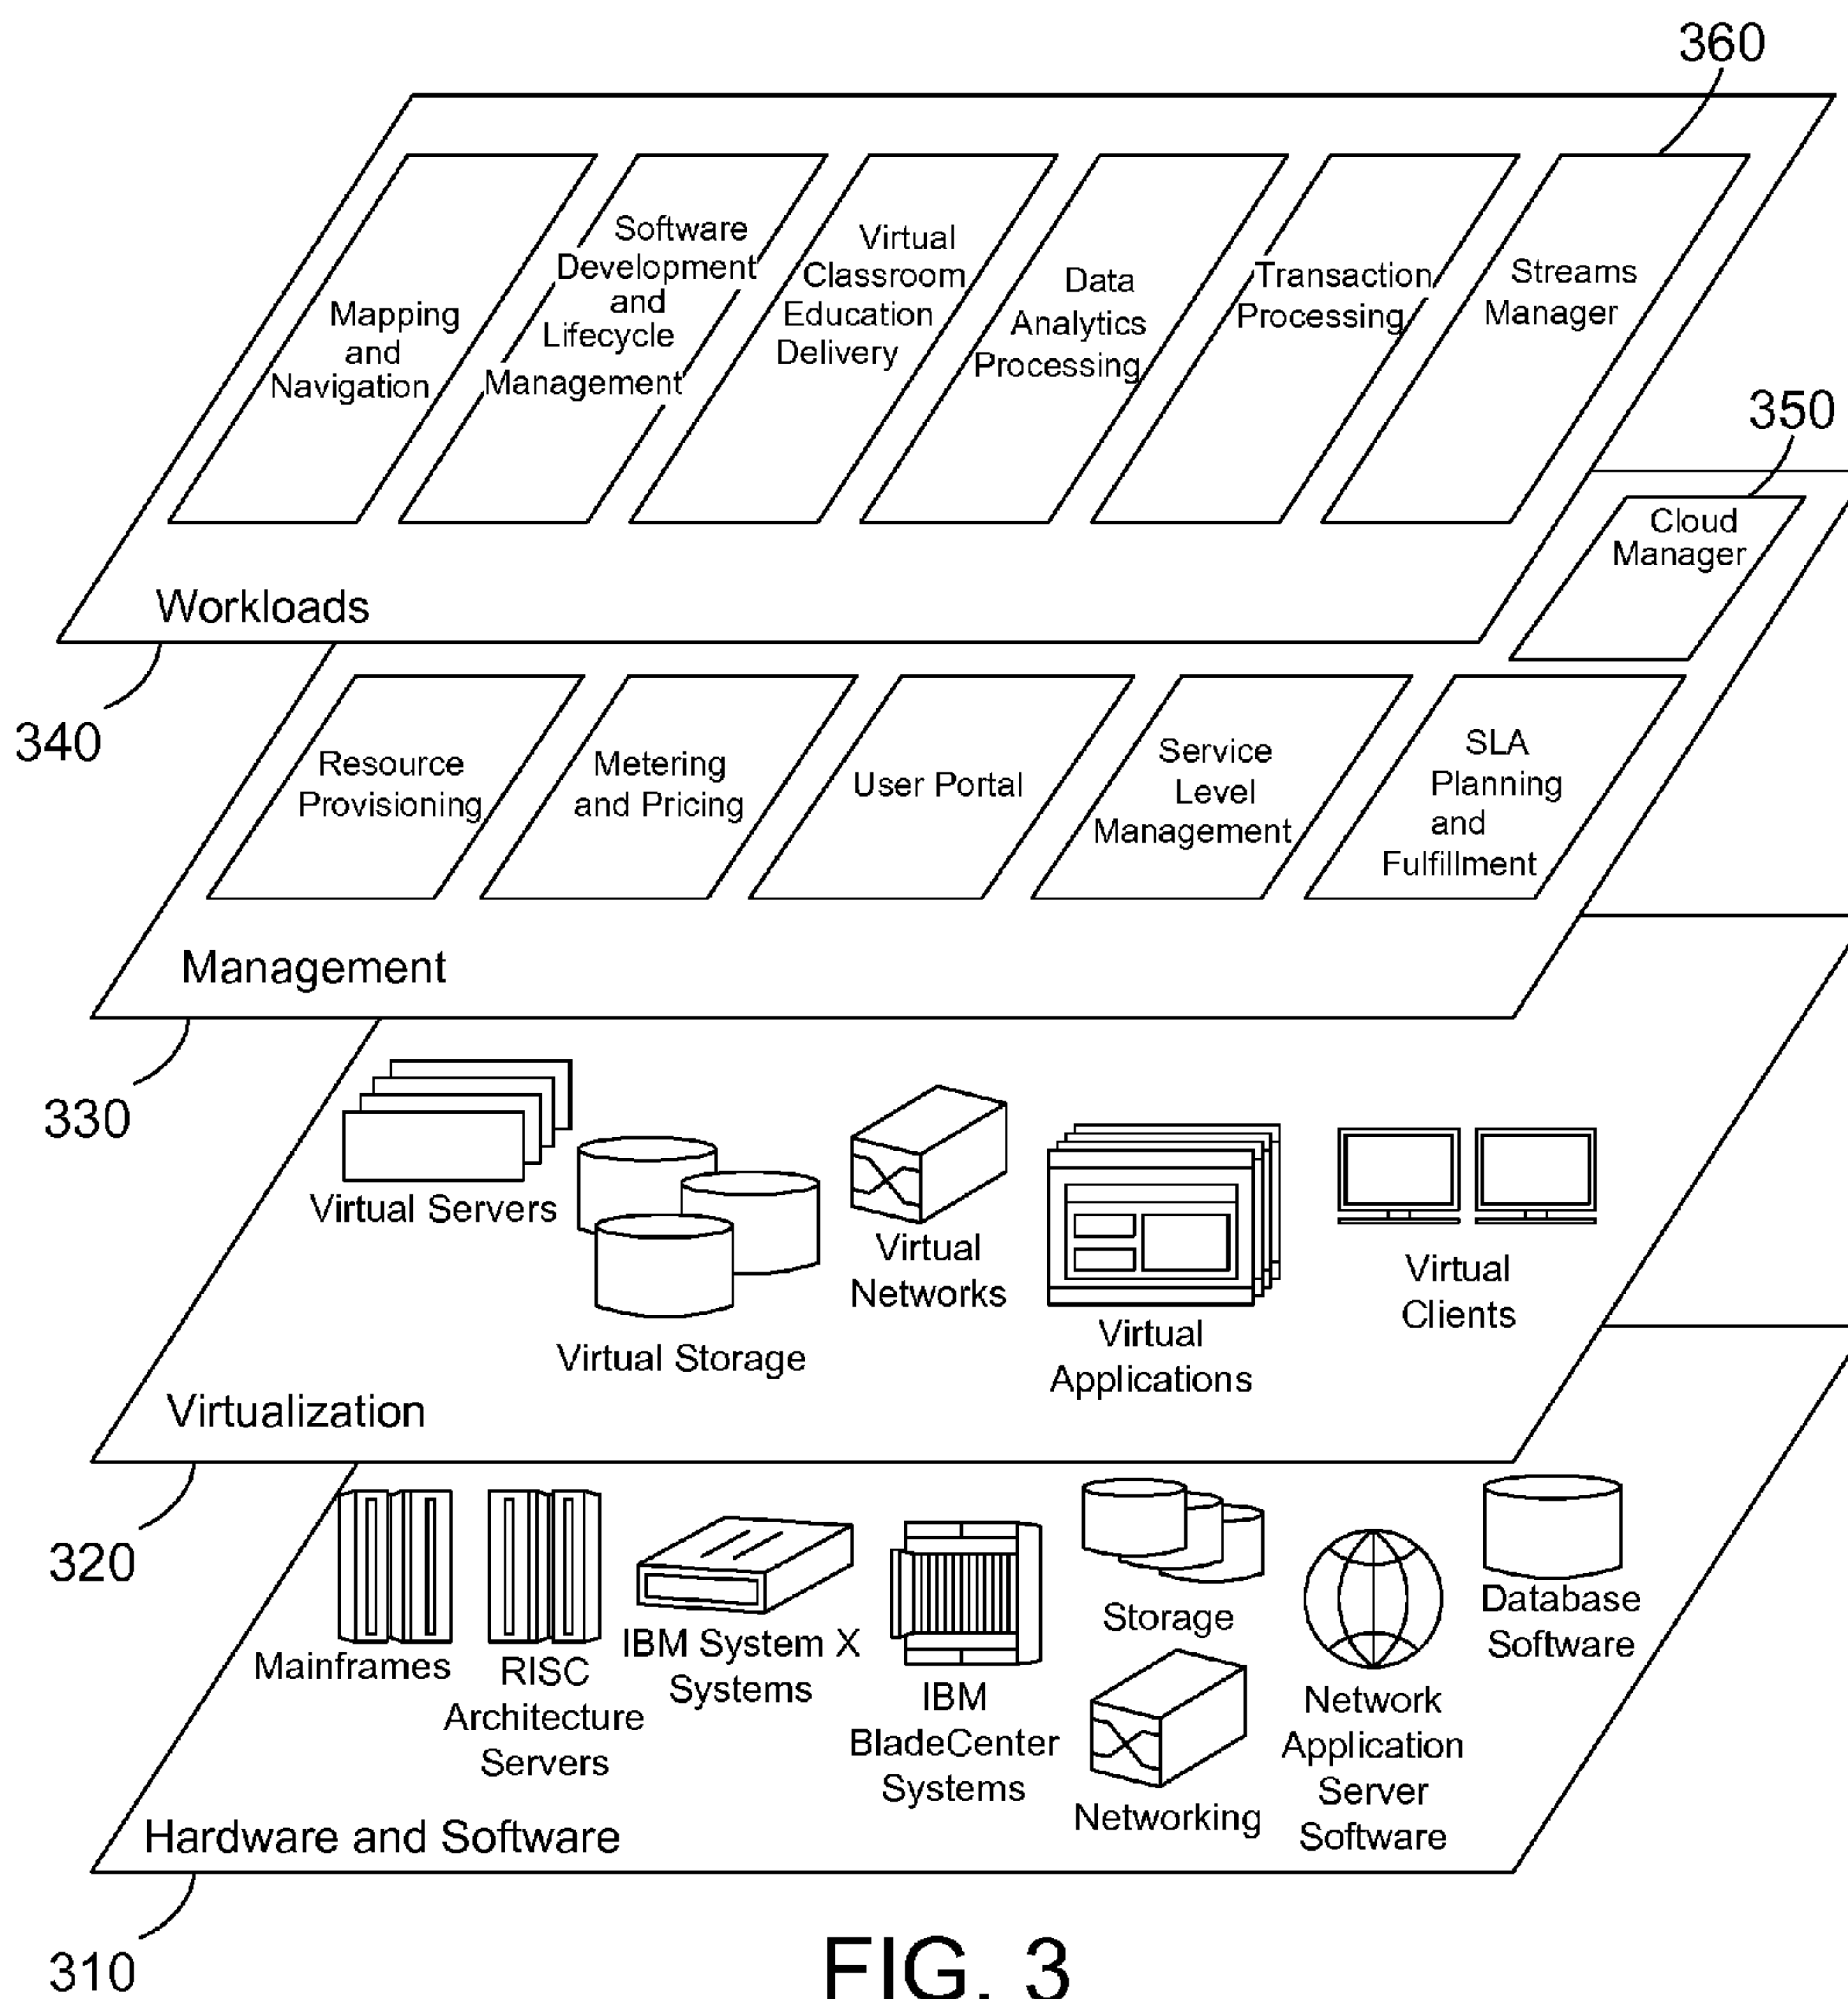 360
Mapping
and
Navigation
Software
Development
and
Lifecycle
Management
Virtual
Classroom
Education
Delivery
Data
Analytics
Processing
Transaction
Processing
Streams
Manager
350
Cloud
Manager
Workloads
340
Resource
Provisioning
Metering
and Pricing
User Portal
Service
Level
Management
SLA
Planning
and
Fulfillment
Management
330
Virtual Servers
Virtual Storage
Virtual
Networks
Virtual
Applications
Virtual
Clients
Virtualization
320
Mainframes
RISC
Architecture
Servers
IBM System X
Systems
IBM
BladeCenter
Systems
Storage
Networking
Network
Application
Server
Software
Database
Software
Hardware and Software
310
FIG. 3